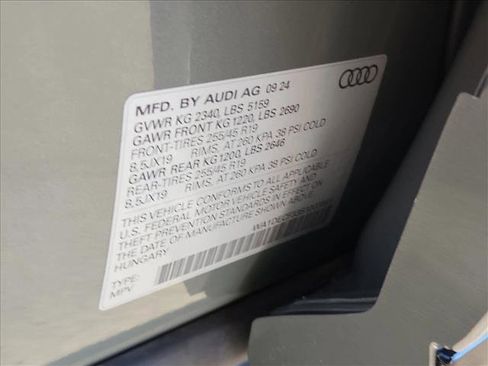 MFD. BY AUDI AG 09 24
GVWR KG 2340, LBS 5159
GAWR FRONT KG 1220, LBS 2690
FRONT-TIRES 255/45 R19
8,5JX19 RIMS, AT 260 KPA 38 PSI COLD
GAWR REAR KG 1200, LBS 2646
REAR-TIRES 255/45 R19
8,5JX19 RIMS, AT 260 KPA 38 PSI COLD
THIS VEHICLE CONFORMS TO ALL APPLICABLE
U.S. FEDERAL MOTOR VEHICLE SAFETY AND
THEFT PREVENTION STANDARDS IN EFFECT ON
THE DATE OF MANUFACTURE SHOWN ABOVE
HUNGARY
TYPE:
MPV